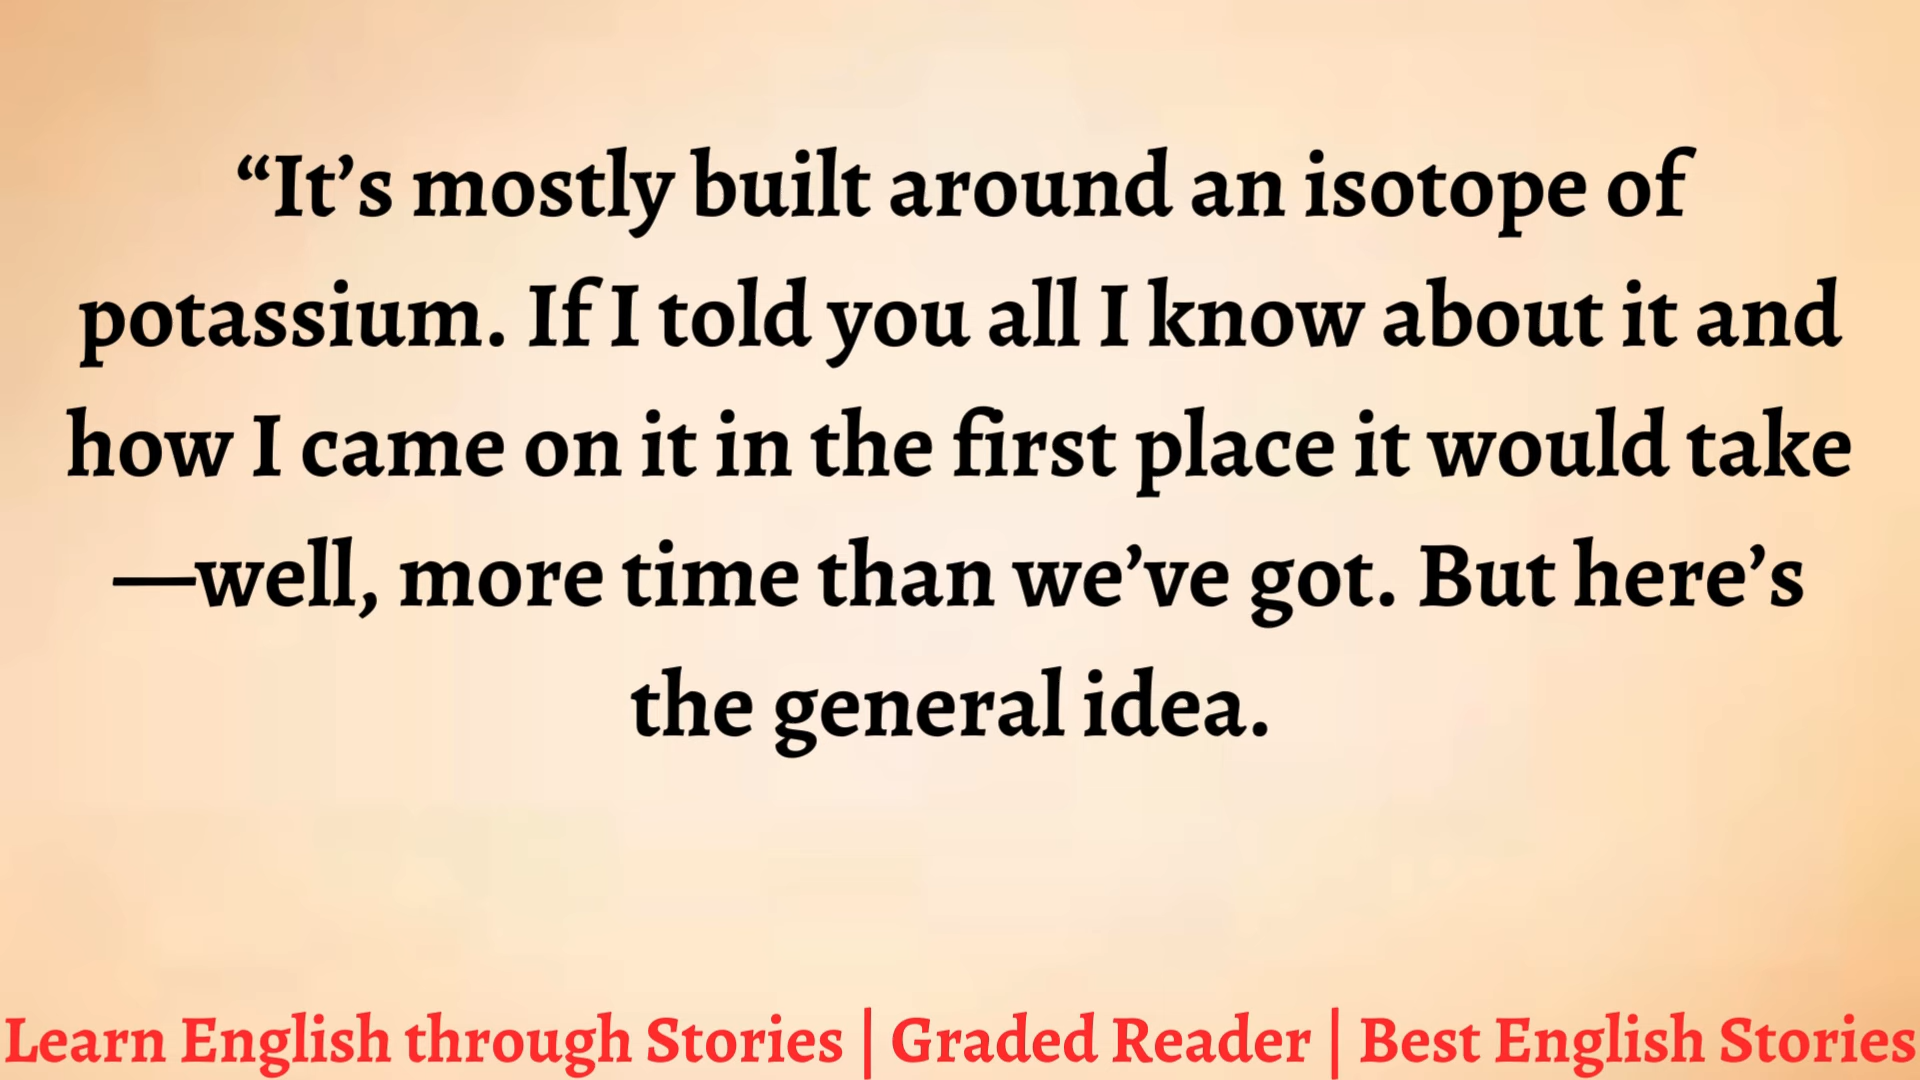 “It’s mostly built around an isotope of
potassium. If I told you all I know about it and
how I came on it in the first place it would take
—well, more time than we’ve got. But here’s
the general idea.
Learn English through Stories | Graded Reader | Best English Stories